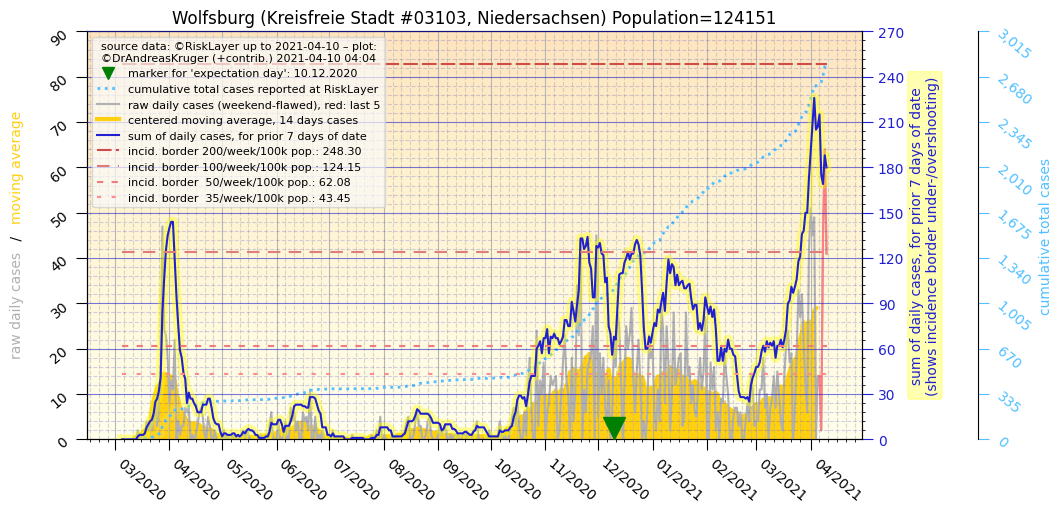 Wolfsburg (Kreisfreie Stadt #03103, Niedersachsen) Population=124151
source data: ©RiskLayer up to 2021-04-10 – plot:
©DrAndreasKruger (+contrib.) 2021-04-10 04:04
marker for 'expectation day': 10.12.2020
cumulative total cases reported at RiskLayer
raw daily cases (weekend-flawed), red: last 5
centered moving average, 14 days cases
sum of daily cases, for prior 7 days of date
incid. border 200/week/100k pop.: 248.30
incid. border 100/week/100k pop.: 124.15
incid. border  50/week/100k pop.: 62.08
incid. border  35/week/100k pop.: 43.45
raw daily cases  /  moving average
90
80
70
60
50
40
30
20
10
0
03/2020
04/2020
05/2020
06/2020
07/2020
08/2020
09/2020
10/2020
11/2020
12/2020
01/2021
02/2021
03/2021
04/2021
270
240
210
180
150
120
90
60
30
0
sum of daily cases, for prior 7 days of date
(shows incidence border under-/overshooting)
3,015
2,680
2,345
2,010
1,675
1,340
1,005
670
335
0
cumulative total cases